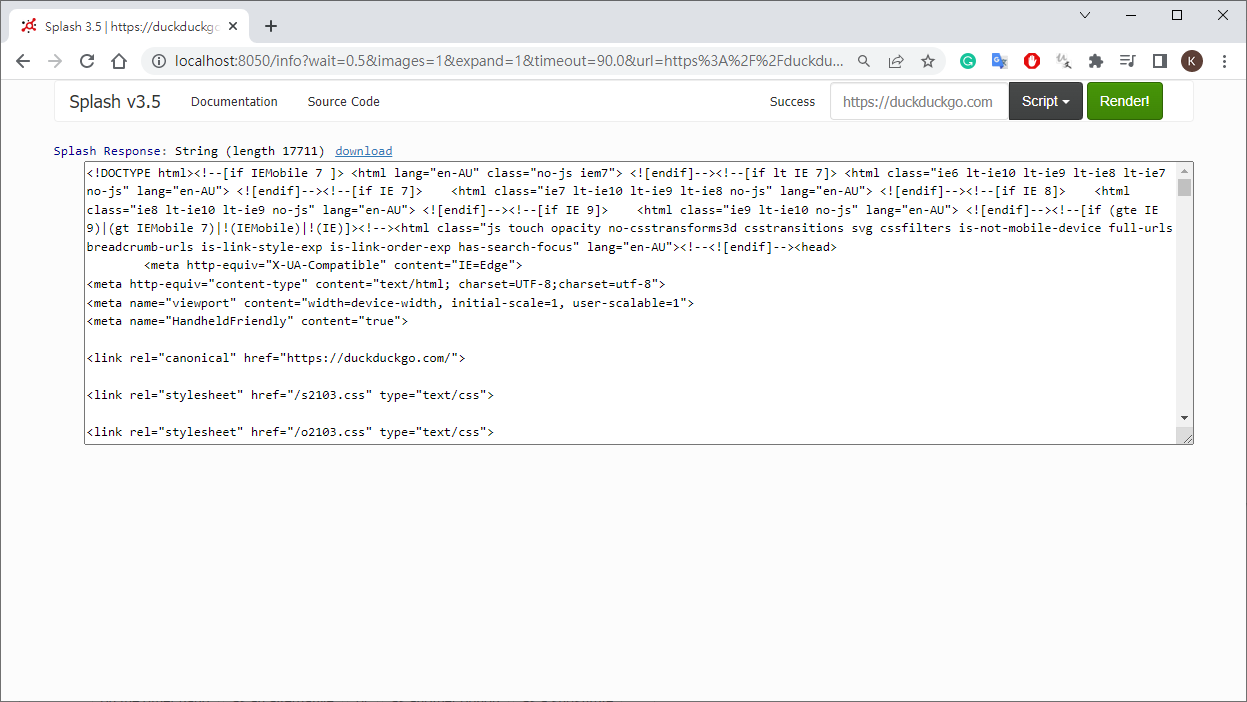 Splash 3.5 | https://duckduckgo
localhost:8050/info?wait=0.5&images=1&expand=1&timeout=90.0&url=https%3A%2F%2Fduckdu...
K
Splash v3.5 Documentation Source Code Success https://duckduckgo.com Script Render!
Splash Response: String (length 17711) download
<!DOCTYPE html><!--[if IEMobile 7 ]> <html lang="en-AU" class="no-js iem7"> <![endif]--><!--[if lt IE 7]> <html class="ie6 lt-ie10 lt-ie9 lt-ie8 lt-ie7
no-js" lang="en-AU"> <![endif]--><!--[if IE 7]>    <html class="ie7 lt-ie10 lt-ie9 lt-ie8 no-js" lang="en-AU"> <![endif]--><!--[if IE 8]>    <html
class="ie8 lt-ie10 lt-ie9 no-js" lang="en-AU"> <![endif]--><!--[if IE 9]>    <html class="ie9 lt-ie10 no-js" lang="en-AU"> <![endif]--><!--[if (gte IE
9)|(gt IEMobile 7)|!(IEMobile)|!(IE)]><!--><html class="js touch opacity no-csstransforms3d csstransitions svg cssfilters is-not-mobile-device full-urls
breadcrumb-urls is-link-style-exp is-link-order-exp has-search-focus" lang="en-AU"><!--<![endif]--><head>
        <meta http-equiv="X-UA-Compatible" content="IE=Edge">
<meta http-equiv="content-type" content="text/html; charset=UTF-8;charset=utf-8">
<meta name="viewport" content="width=device-width, initial-scale=1, user-scalable=1">
<meta name="HandheldFriendly" content="true">
<link rel="canonical" href="https://duckduckgo.com/">
<link rel="stylesheet" href="/s2103.css" type="text/css">
<link rel="stylesheet" href="/o2103.css" type="text/css">